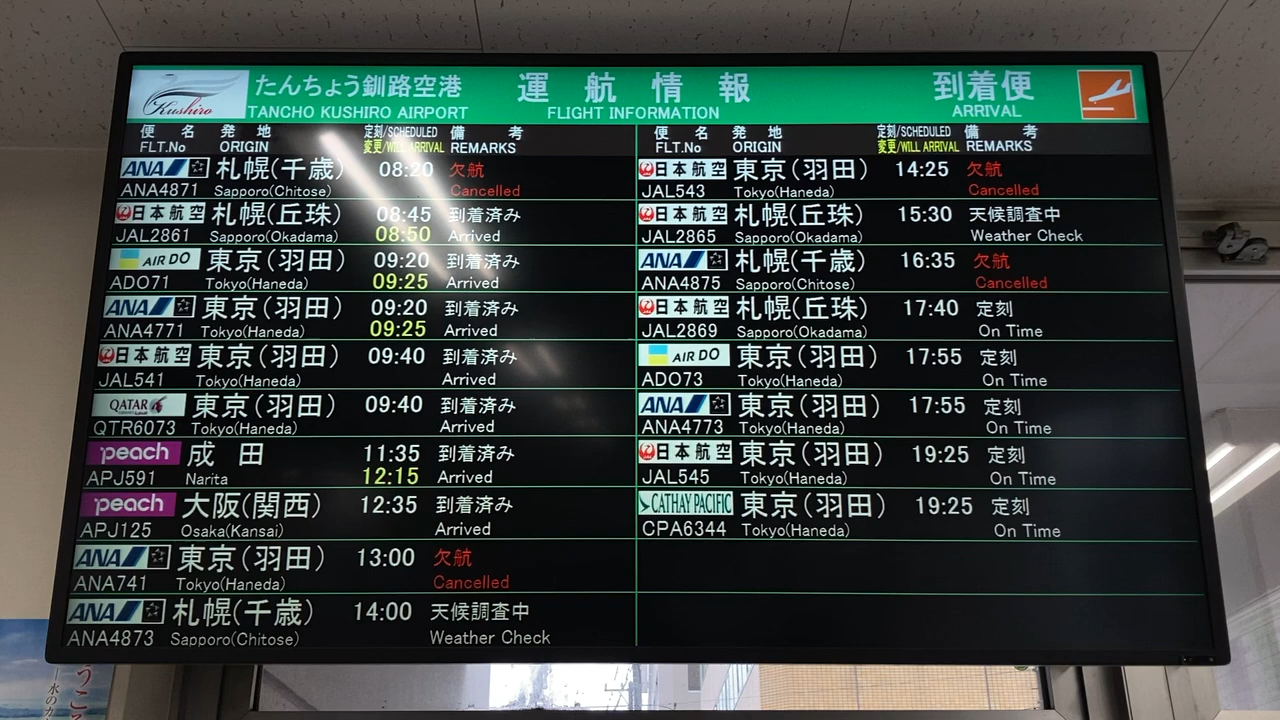 Kushiro
たんちょう釧路空港 運航情報 到着便
TANCHO KUSHIRO AIRPORT FLIGHT INFORMATION ARRIVAL
便名 発地 定刻/SCHEDULED 備考
FLT.No ORIGIN 変更/WILL ARRIVAL REMARKS
ANA 札幌(千歳) 08:20 欠航
ANA4871 Sapporo(Chitose) Cancelled
日本航空 札幌(丘珠) 08:45 到着済み
JAL2861 Sapporo(Okadama) 08:50 Arrived
AIR DO 東京(羽田) 09:20 到着済み
ADO71 Tokyo(Haneda) 09:25 Arrived
ANA 東京(羽田) 09:20 到着済み
ANA4771 Tokyo(Haneda) 09:25 Arrived
日本航空 東京(羽田) 09:40 到着済み
JAL541 Tokyo(Haneda) Arrived
QATAR 東京(羽田) 09:40 到着済み
QTR6073 Tokyo(Haneda) Arrived
peach 成田 11:35 到着済み
APJ591 Narita 12:15 Arrived
peach 大阪(関西) 12:35 到着済み
APJ125 Osaka(Kansai) Arrived
ANA 東京(羽田) 13:00 欠航
ANA741 Tokyo(Haneda) Cancelled
ANA 札幌(千歳) 14:00 天候調査中
ANA4873 Sapporo(Chitose) Weather Check
便名 発地 定刻/SCHEDULED 備考
FLT.No ORIGIN 変更/WILL ARRIVAL REMARKS
日本航空 東京(羽田) 14:25 欠航
JAL543 Tokyo(Haneda) Cancelled
日本航空 札幌(丘珠) 15:30 天候調査中
JAL2865 Sapporo(Okadama) Weather Check
ANA 札幌(千歳) 16:35 欠航
ANA4875 Sapporo(Chitose) Cancelled
日本航空 札幌(丘珠) 17:40 定刻
JAL2869 Sapporo(Okadama) On Time
AIR DO 東京(羽田) 17:55 定刻
ADO73 Tokyo(Haneda) On Time
ANA 東京(羽田) 17:55 定刻
ANA4773 Tokyo(Haneda) On Time
日本航空 東京(羽田) 19:25 定刻
JAL545 Tokyo(Haneda) On Time
CATHAY PACIFIC 東京(羽田) 19:25 定刻
CPA6344 Tokyo(Haneda) On Time
うこそ
水のカ